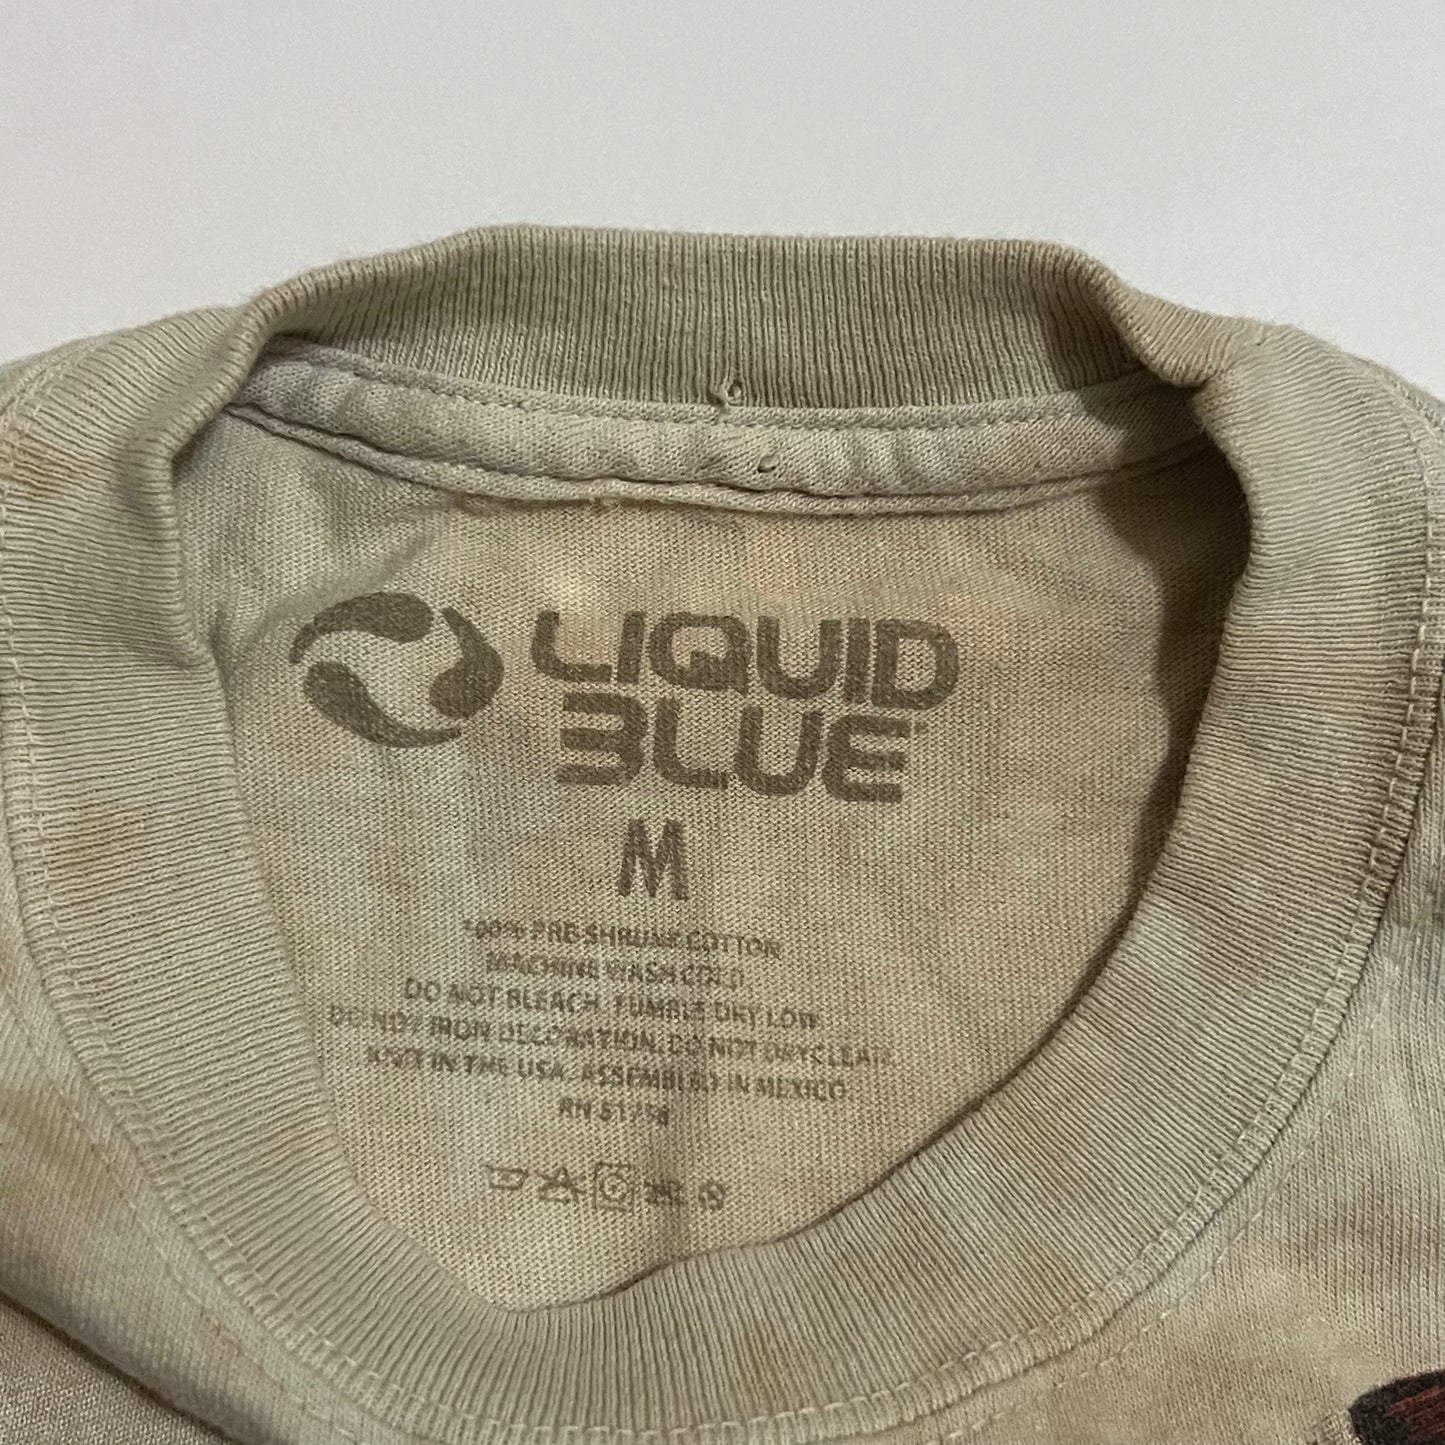 LIQUID
BLUE
M
100% PRE-SHRUNK COTTON
MACHINE WASH COLD
DO NOT BLEACH. TUMBLE DRY LOW
DO NOT IRON DECORATION. DO NOT DRYCLEAN.
KNIT IN THE USA. ASSEMBLED IN MEXICO.
RN